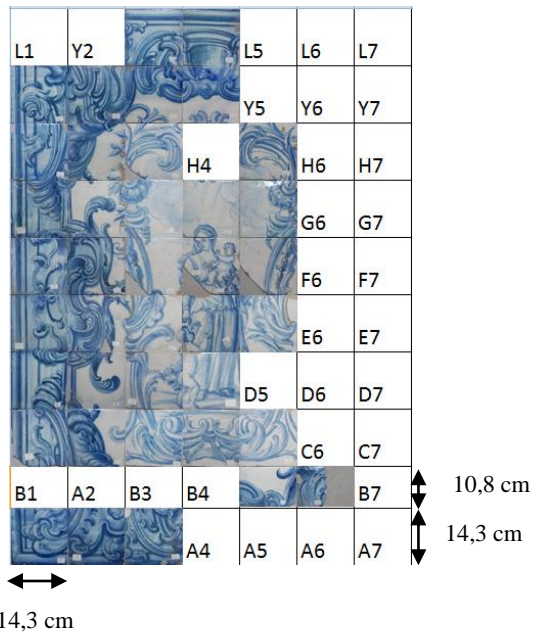 L1 Y2 L5 L6 L7
Y5 Y6 Y7
H4 H6 H7
G6 G7
F6 F7
E6 E7
D5 D6 D7
C6 C7
B1 A2 B3 B4 B7 10,8 cm
A4 A5 A6 A7 14,3 cm
14,3 cm